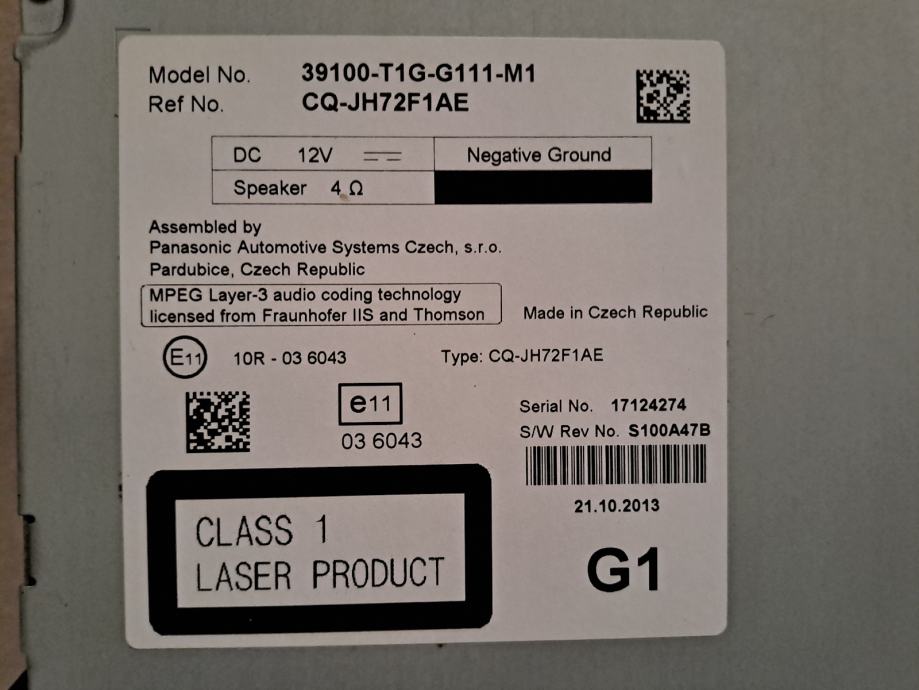 Model No. 39100-T1G-G111-M1
Ref No. CQ-JH72F1AE
DC 12V Negative Ground
Speaker 4 Ω
Assembled by
Panasonic Automotive Systems Czech, s.r.o.
Pardubice, Czech Republic
MPEG Layer-3 audio coding technology
licensed from Fraunhofer IIS and Thomson
Made in Czech Republic
E11 10R - 03 6043 Type: CQ-JH72F1AE
e11
03 6043
Serial No. 17124274
S/W Rev No. S100A47B
21.10.2013
G1
CLASS 1
LASER PRODUCT